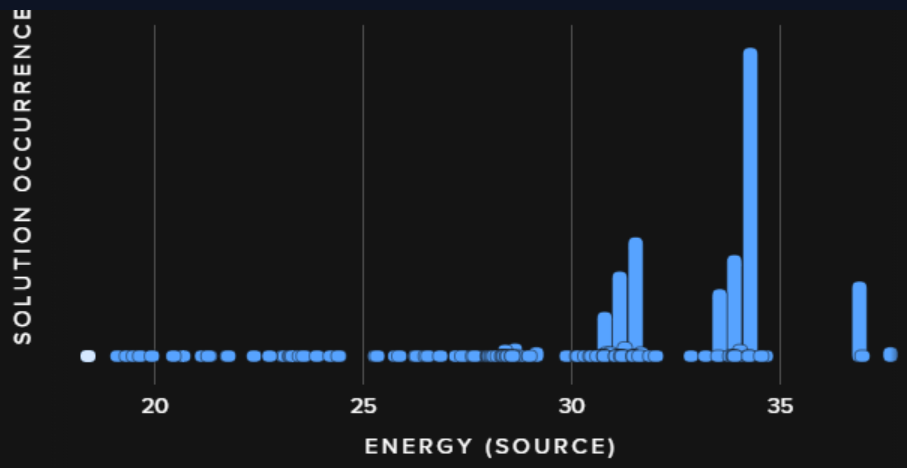 SOLUTION OCCURRENCE
20 25 30 35
ENERGY (SOURCE)